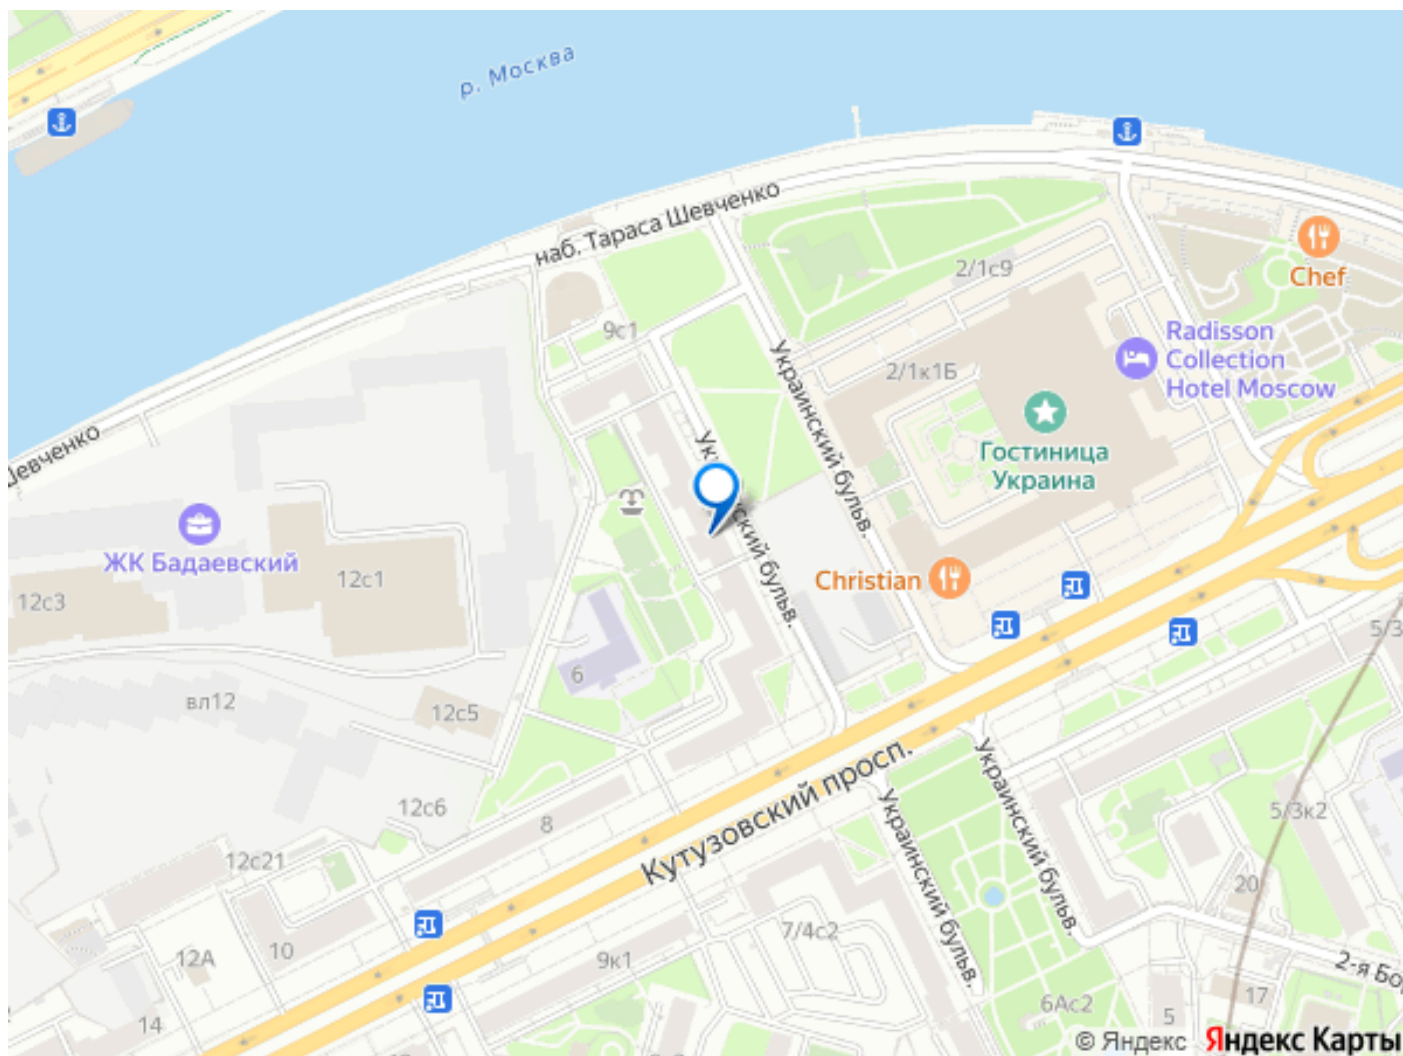 р. Москва
наб. Тараса Шевченко
Chef
2/1с9
9с1
Radisson
Collection
Hotel Moscow
Украинский бульв.
2/1к1Б
Гостиница
Украина
Шевченко
ЖК Бадаевский
12с1
12с3
Christian
5/3
6
вл12
12с5
Кутузовский просп.
Украинский бульв.
Украинский бульв.
12с6
8
5/3к2
12с21
20
7/4с2
12А
10
9к1
2-я Бо
17
14
6Ас2
5
© Яндекс Яндекс Карты